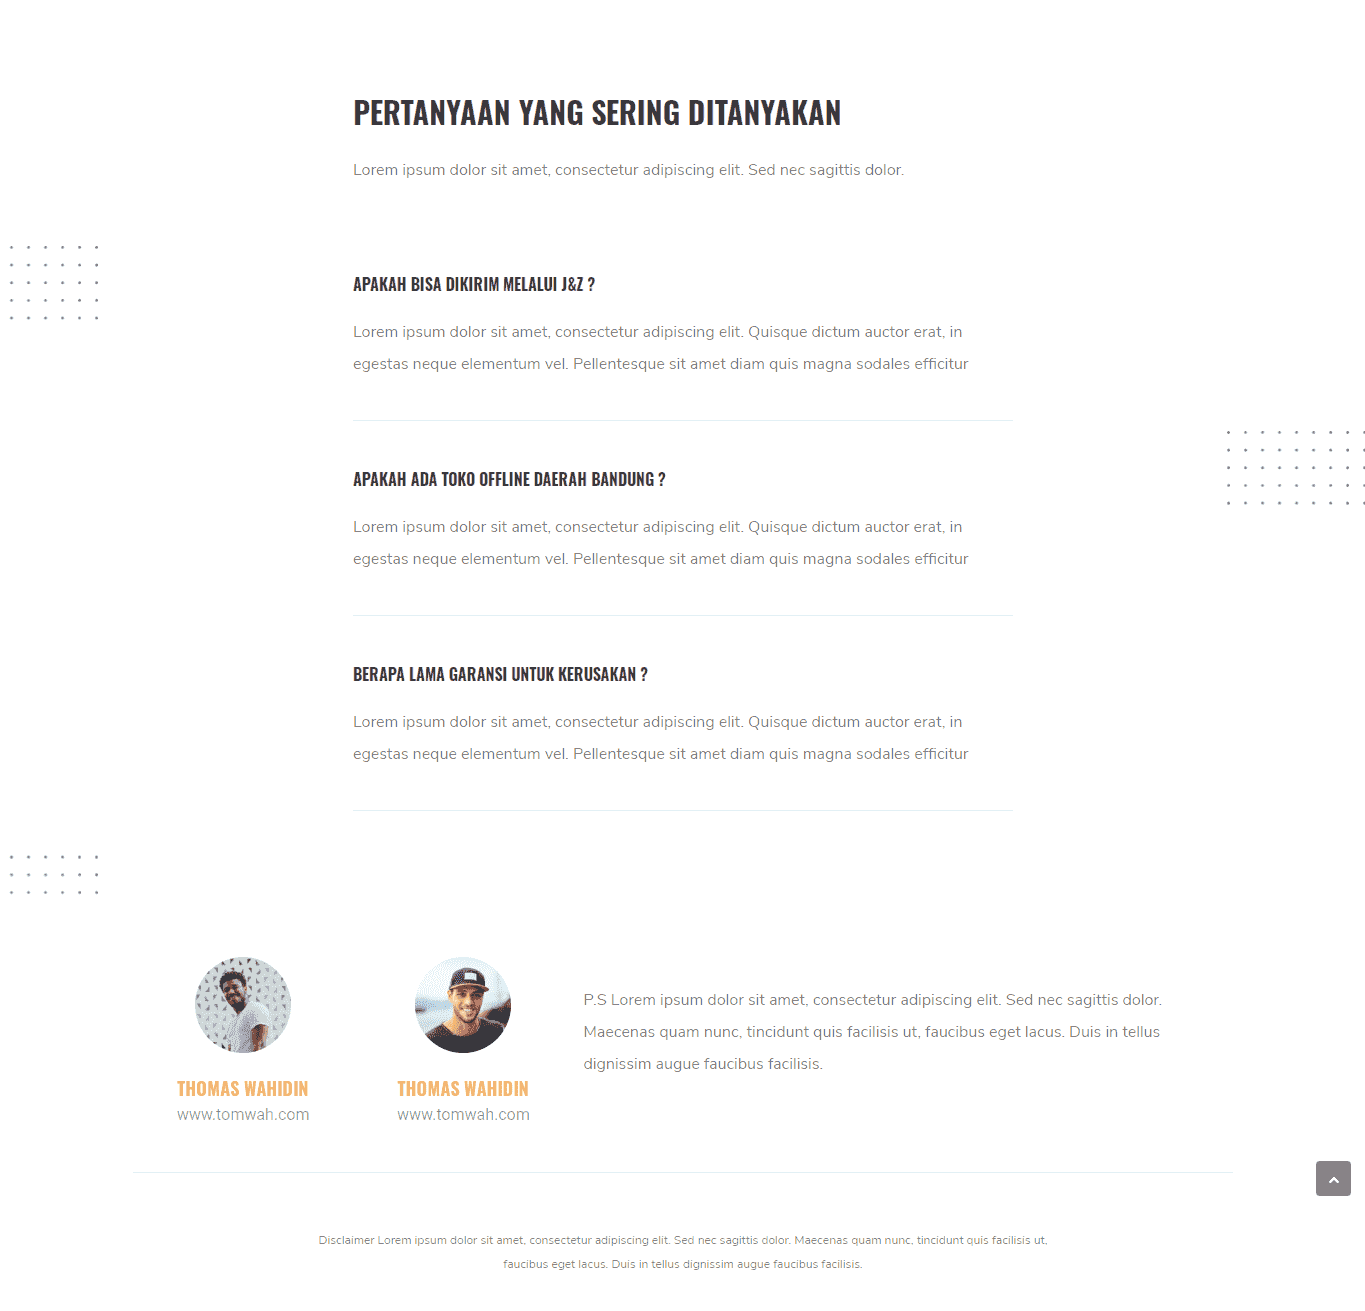 PERTANYAAN YANG SERING DITANYAKAN
Lorem ipsum dolor sit amet, consectetur adipiscing elit. Sed nec sagittis dolor.
APAKAH BISA DIKIRIM MELALUI J&Z ?
Lorem ipsum dolor sit amet, consectetur adipiscing elit. Quisque dictum auctor erat, in
egestas neque elementum vel. Pellentesque sit amet diam quis magna sodales efficitur
APAKAH ADA TOKO OFFLINE DAERAH BANDUNG ?
Lorem ipsum dolor sit amet, consectetur adipiscing elit. Quisque dictum auctor erat, in
egestas neque elementum vel. Pellentesque sit amet diam quis magna sodales efficitur
BERAPA LAMA GARANSI UNTUK KERUSAKAN ?
Lorem ipsum dolor sit amet, consectetur adipiscing elit. Quisque dictum auctor erat, in
egestas neque elementum vel. Pellentesque sit amet diam quis magna sodales efficitur
THOMAS WAHIDIN
www.tomwah.com
THOMAS WAHIDIN
www.tomwah.com
P.S Lorem ipsum dolor sit amet, consectetur adipiscing elit. Sed nec sagittis dolor.
Maecenas quam nunc, tincidunt quis facilisis ut, faucibus eget lacus. Duis in tellus
dignissim augue faucibus facilisis.
Disclaimer Lorem ipsum dolor sit amet, consectetur adipiscing elit. Sed nec sagittis dolor. Maecenas quam nunc, tincidunt quis facilisis ut,
faucibus eget lacus. Duis in tellus dignissim augue faucibus facilisis.